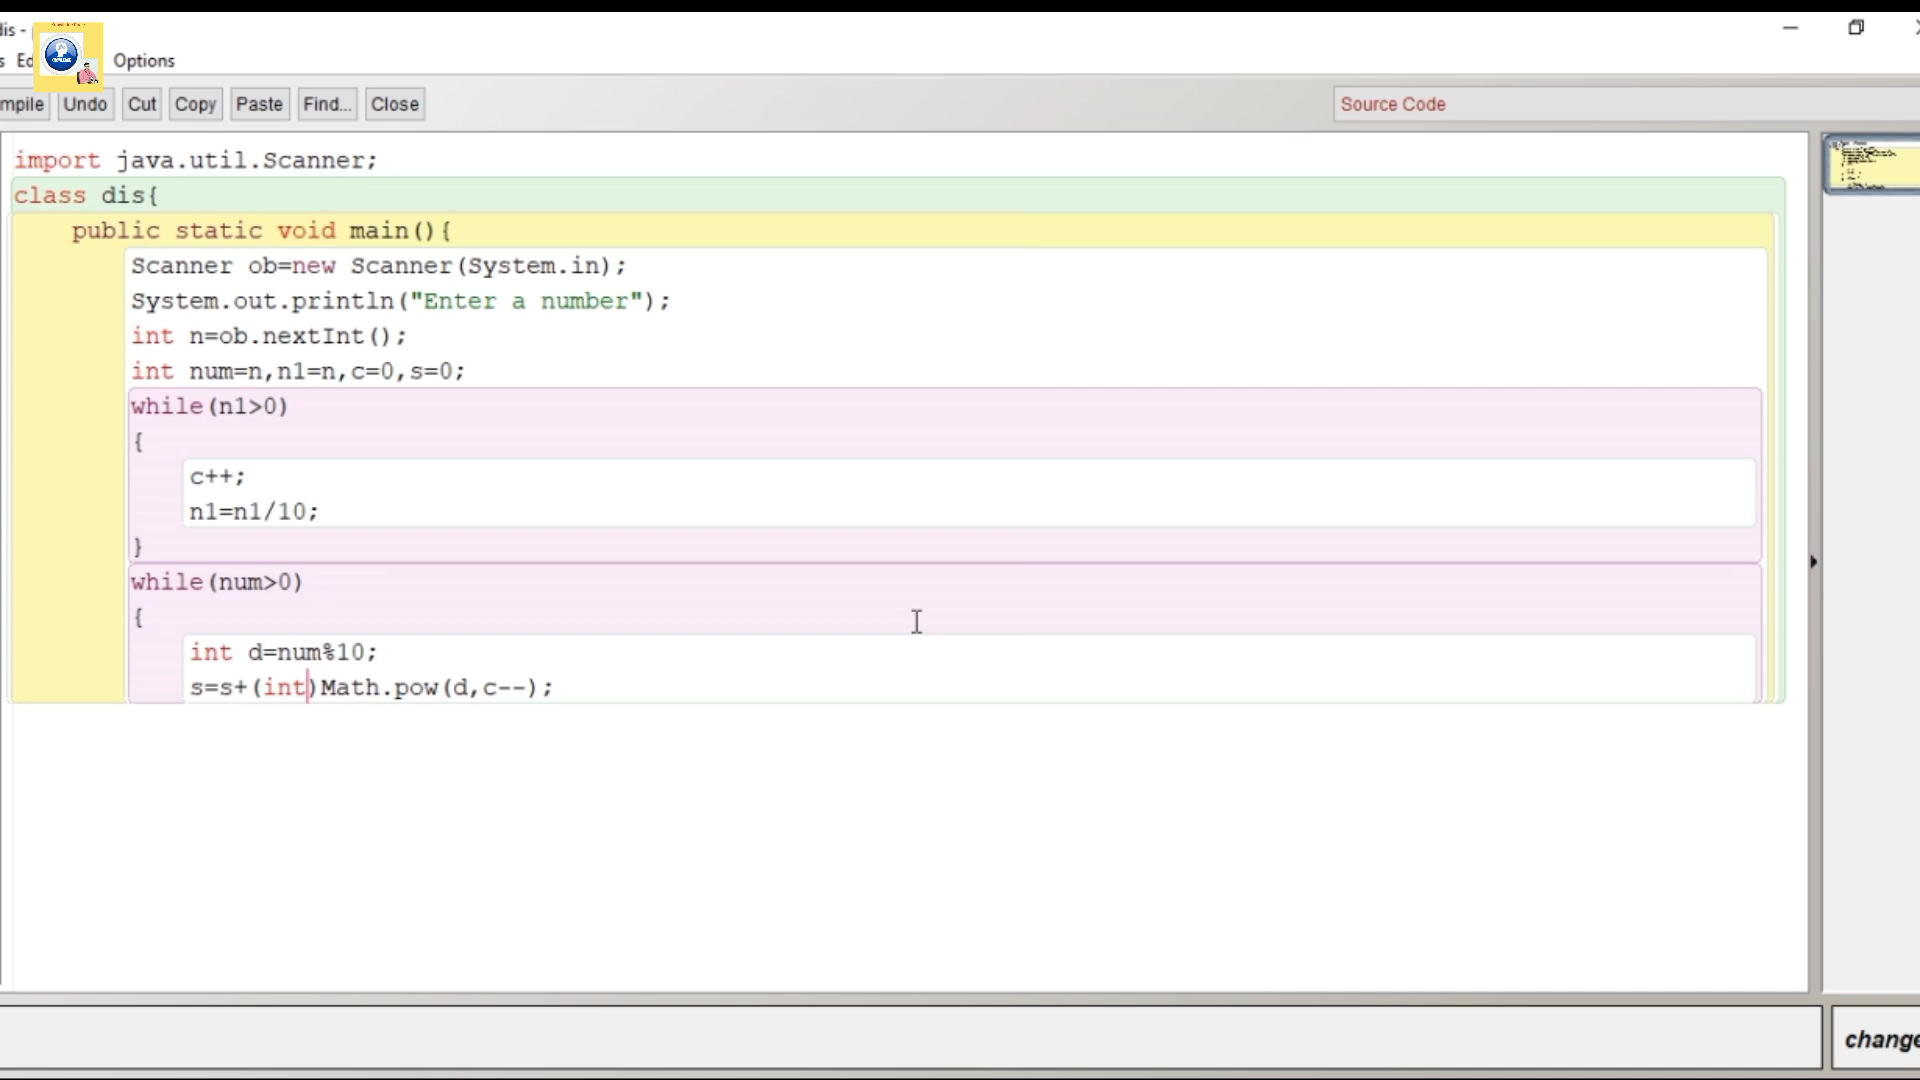 dis -
Options
mpile Undo Cut Copy Paste Find... Close Source Code
import java.util.Scanner;
class dis{
public static void main(){
Scanner ob=new Scanner(System.in);
System.out.println("Enter a number");
int n=ob.nextInt();
int num=n,n1=n,c=0,s=0;
while(n1>0)
{
c++;
n1=n1/10;
}
while(num>0)
{
int d=num%10;
s=s+(int)Math.pow(d,c--);
change